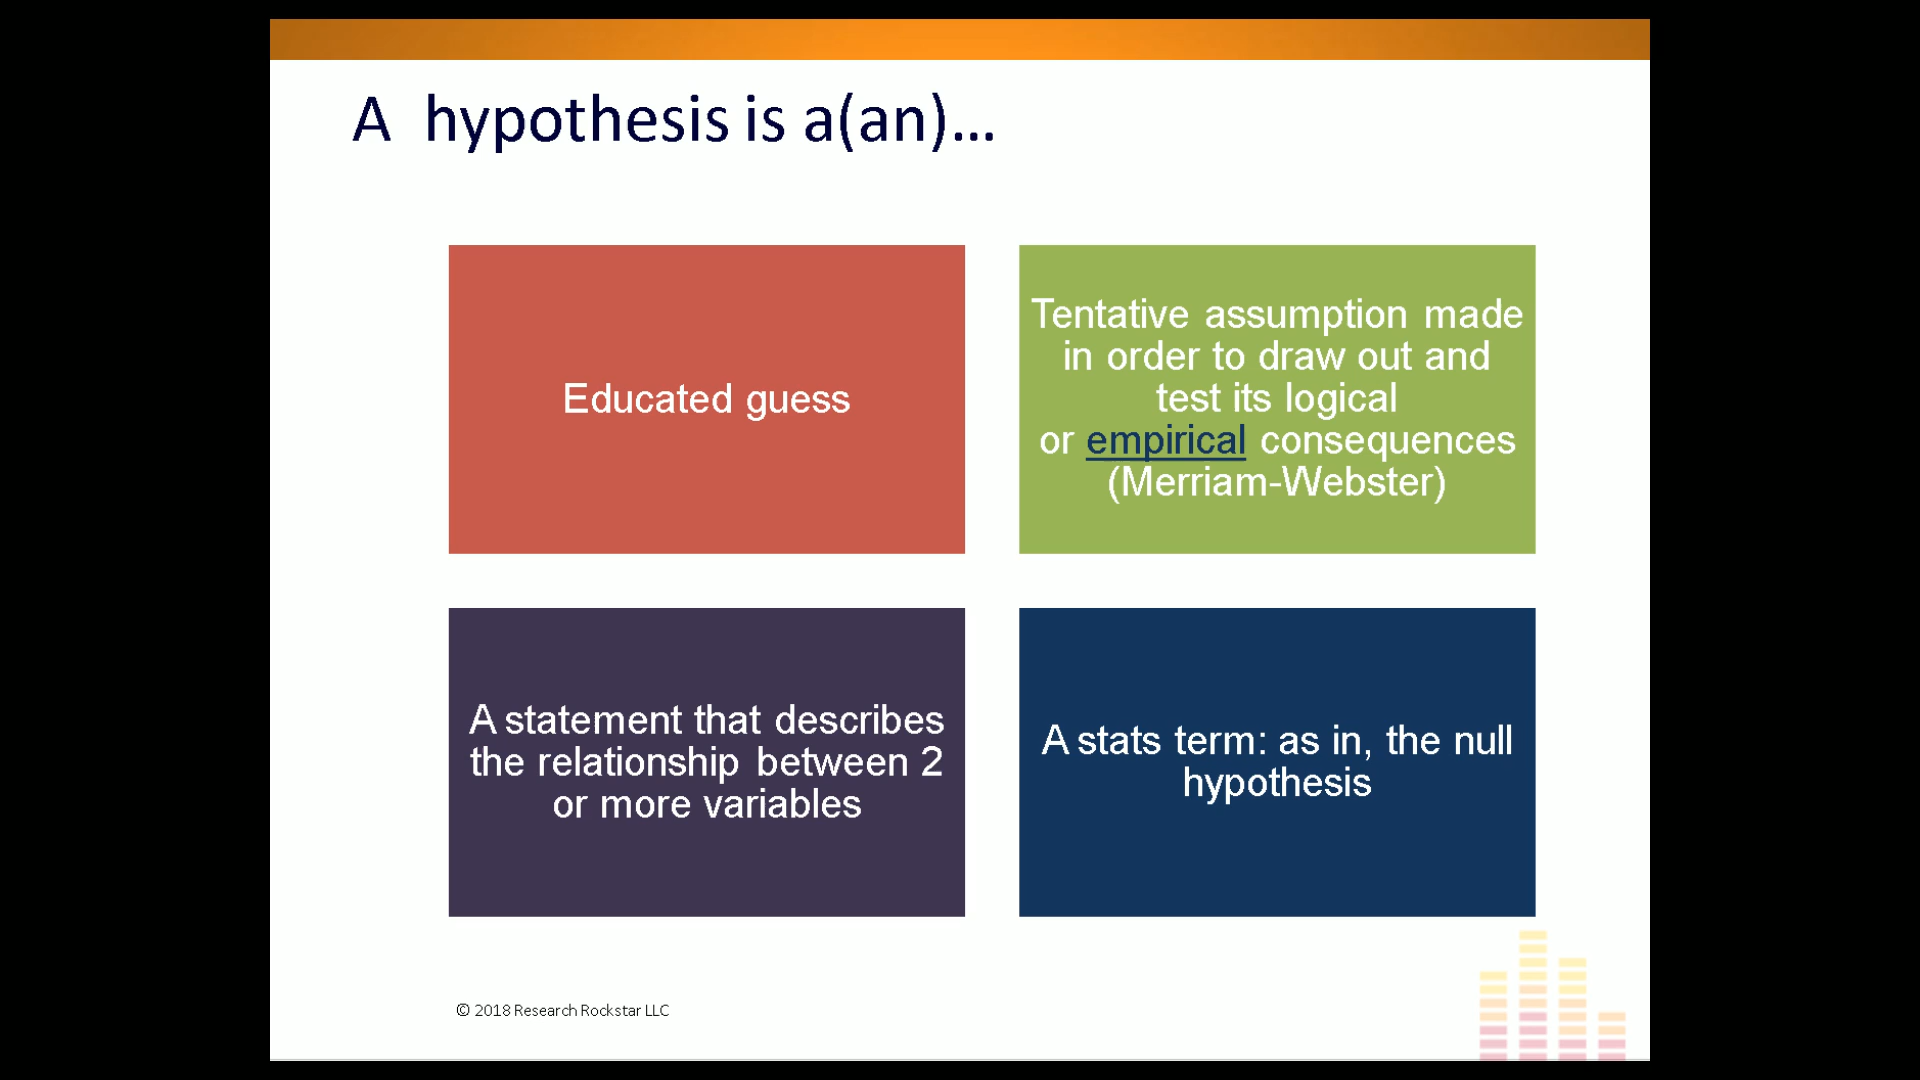 A hypothesis is a(an)...
Educated guess
Tentative assumption made
in order to draw out and
test its logical
or empirical consequences
(Merriam-Webster)
A statement that describes
the relationship between 2
or more variables
A stats term: as in, the null
hypothesis
© 2018 Research Rockstar LLC